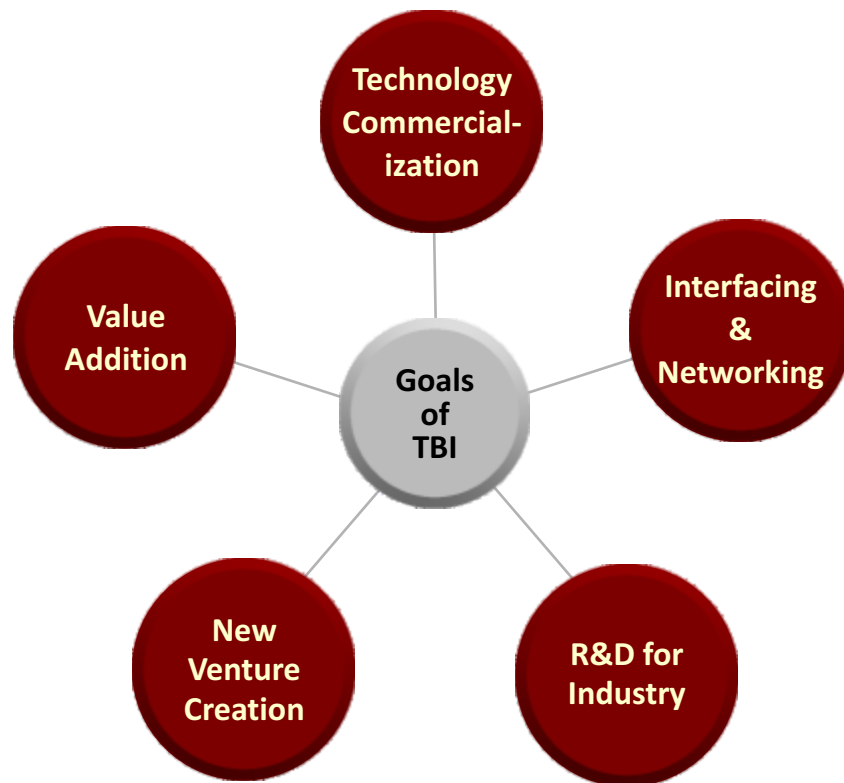 Technology
Commercial-
ization
Interfacing
&
Networking
Value
Addition
Goals
of
TBI
New
Venture
Creation
R&D for
Industry